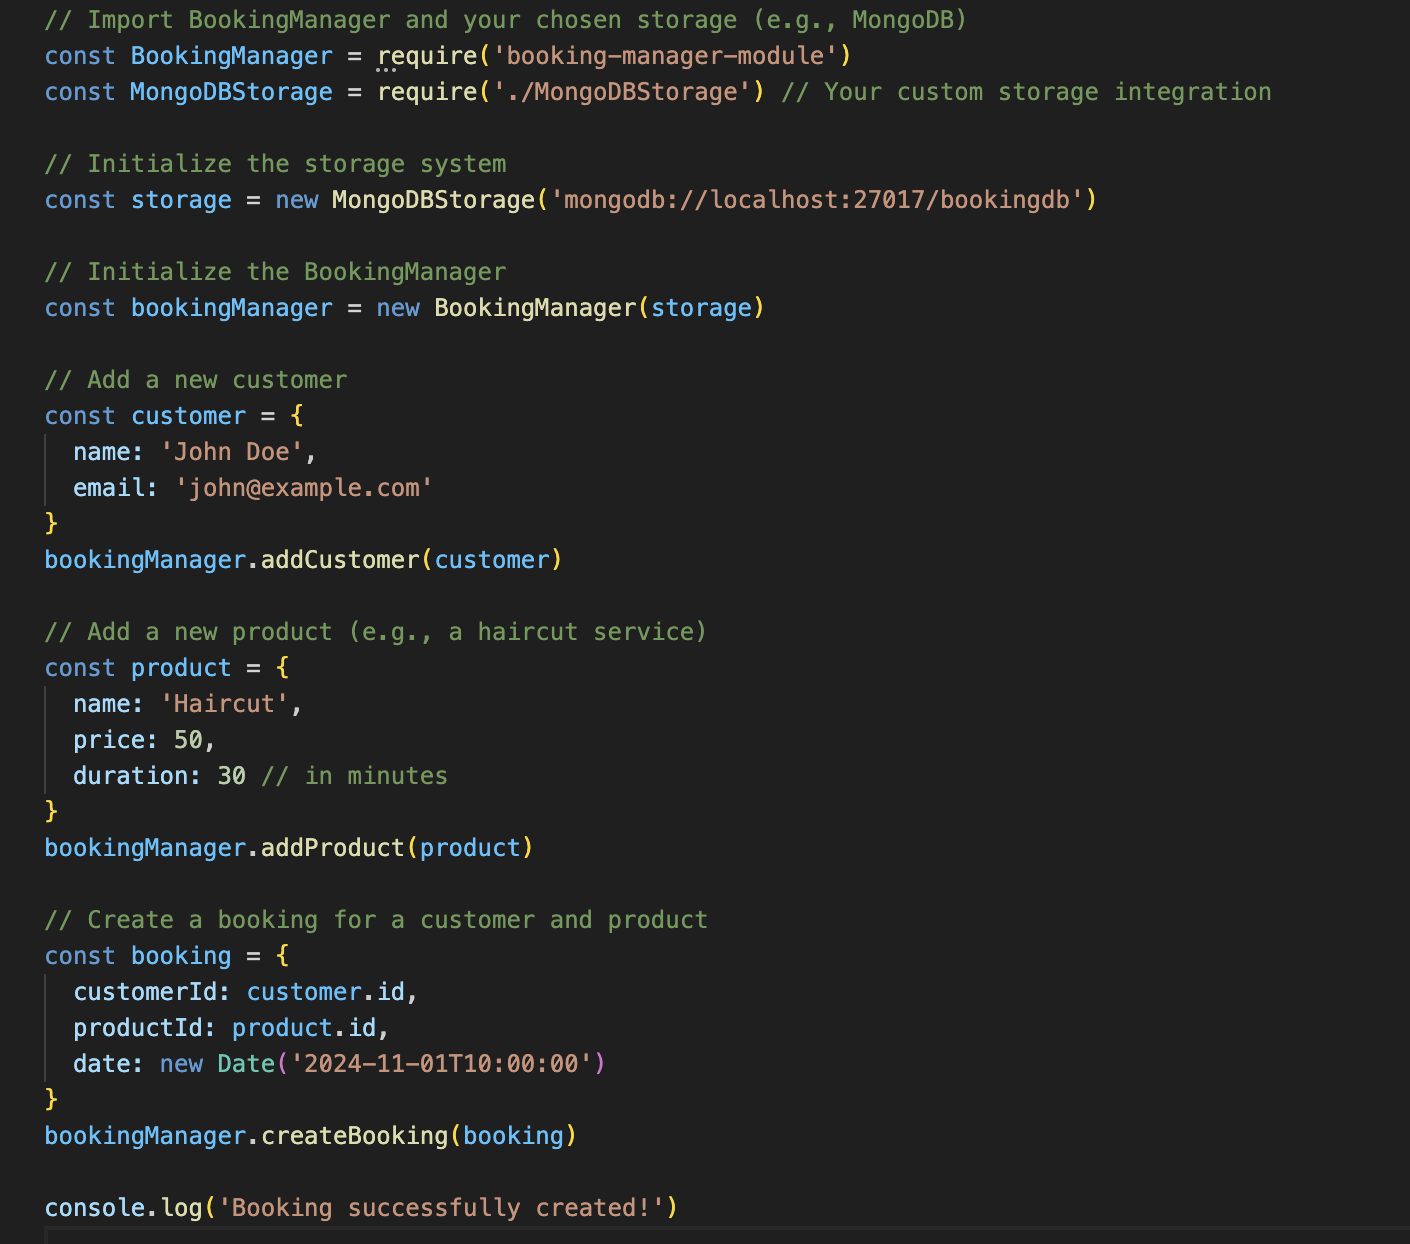 // Import BookingManager and your chosen storage (e.g., MongoDB)
const BookingManager = require('booking-manager-module')
const MongoDBStorage = require('./MongoDBStorage') // Your custom storage integration

// Initialize the storage system
const storage = new MongoDBStorage('mongodb://localhost:27017/bookingdb')

// Initialize the BookingManager
const bookingManager = new BookingManager(storage)

// Add a new customer
const customer = {
  name: 'John Doe',
  email: 'john@example.com'
}
bookingManager.addCustomer(customer)

// Add a new product (e.g., a haircut service)
const product = {
  name: 'Haircut',
  price: 50,
  duration: 30 // in minutes
}
bookingManager.addProduct(product)

// Create a booking for a customer and product
const booking = {
  customerId: customer.id,
  productId: product.id,
  date: new Date('2024-11-01T10:00:00')
}
bookingManager.createBooking(booking)

console.log('Booking successfully created!')